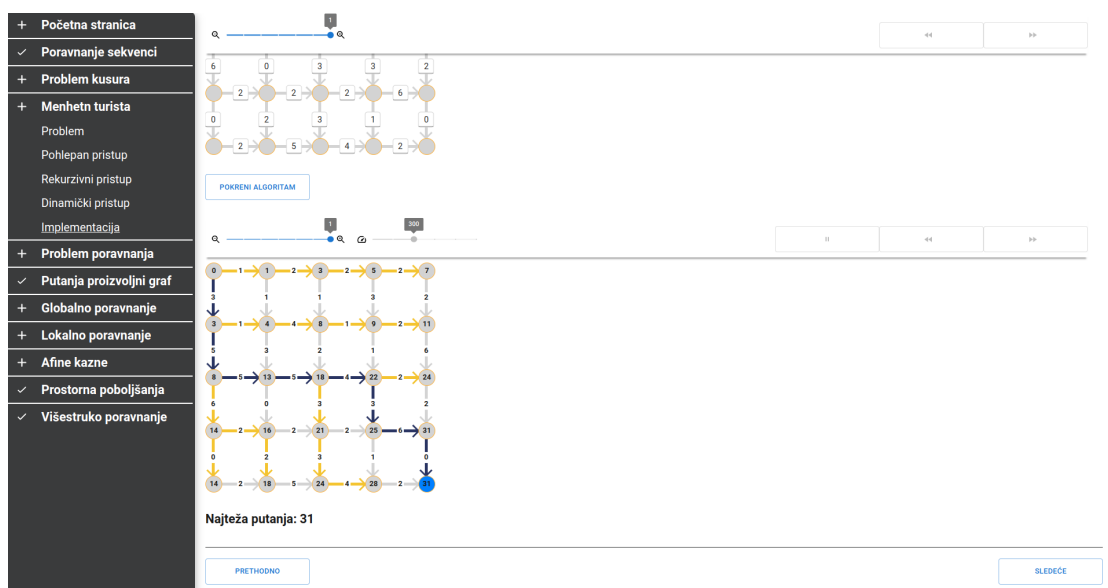 Početna stranica
Poravnanje sekvenci
Problem kusura
Menhetn turista
Problem
Pohlepan pristup
Rekurzivni pristup
Dinamički pristup
Implementacija
Problem poravnanja
Putanja proizvoljni graf
Globalno poravnanje
Lokalno poravnanje
Afine kazne
Prostorna poboljšanja
Višestruko poravnanje
1
6 0 3 3 2
2 2 2 6
0 2 3 1 0
2 5 4 2
POKRENI ALGORITAM
1 300
0 1 1 2 3 2 5 2 7
3 1 1 3 2
3 1 4 4 8 1 9 2 11
5 3 2 1 6
8 5 13 5 18 4 22 2 24
6 0 3 3 2
14 2 16 2 21 2 25 6 31
0 2 3 1 0
14 2 18 5 24 4 28 2 31
Najteža putanja: 31
PRETHODNO
SLEDEĆE